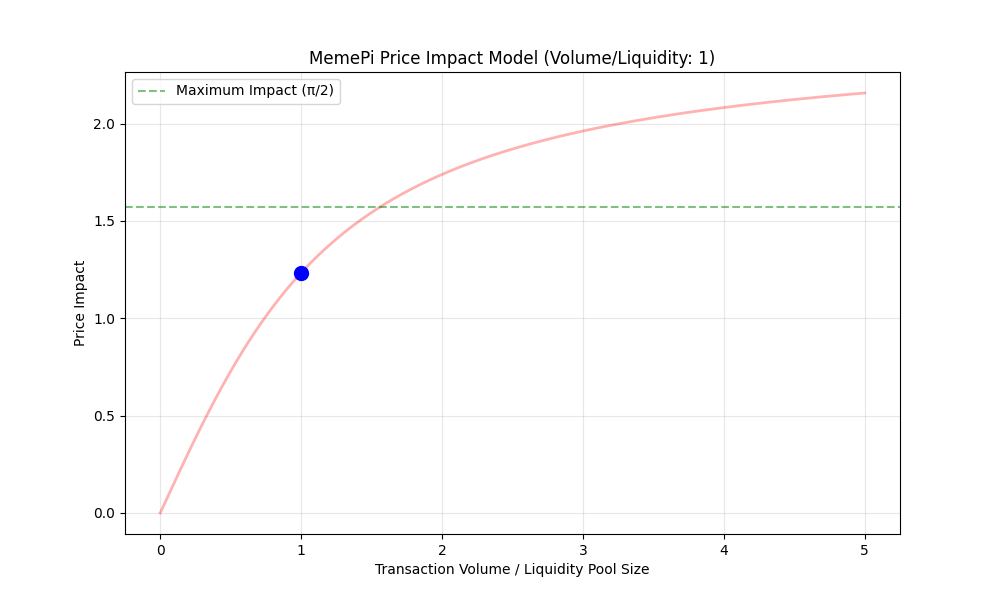 MemePi Price Impact Model (Volume/Liquidity: 1)
Maximum Impact (π/2)
Price Impact
2.0
1.5
1.0
0.5
0.0
0 1 2 3 4 5
Transaction Volume / Liquidity Pool Size